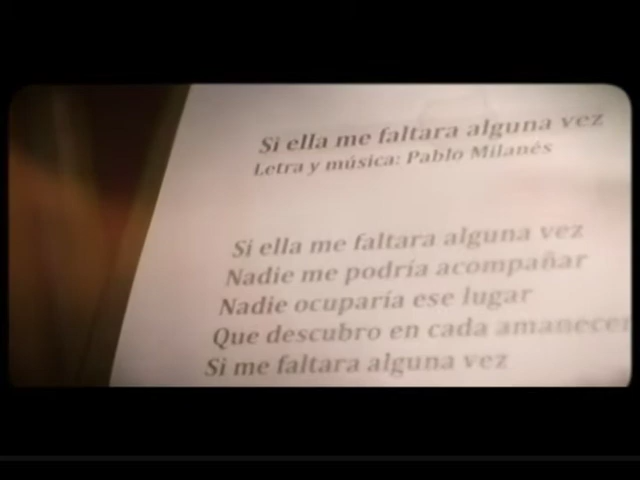 Si ella me faltara alguna vez
Letra y música: Pablo Milanés
Si ella me faltara alguna vez
Nadie me podría acompañar
Nadie ocuparía ese lugar
Que descubro en cada amanecer
Si me faltara alguna vez